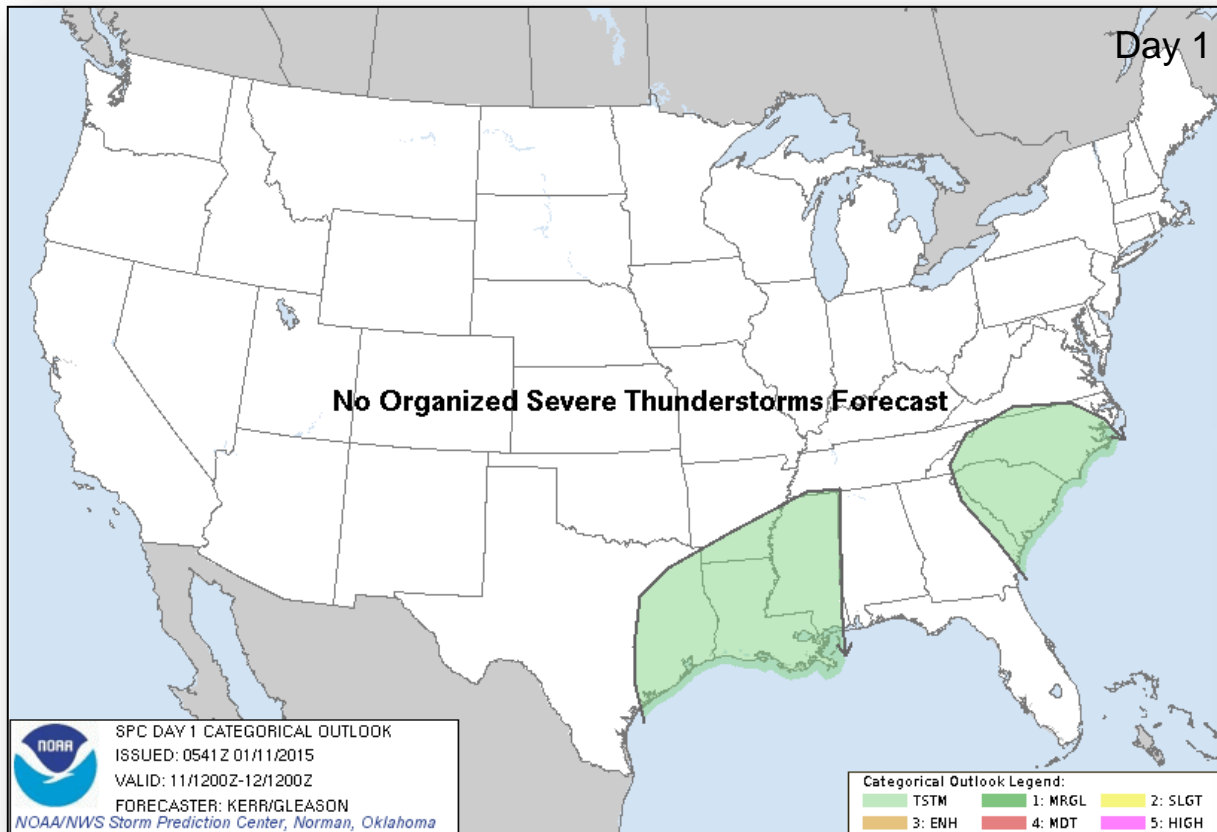 Day 1
No Organized Severe Thunderstorms Forecast
NOAA
SPC DAY 1 CATEGORICAL OUTLOOK
ISSUED: 0541Z 01/11/2015
VALID: 11/1200Z-12/1200Z
FORECASTER: KERR/GLEASON
NOAA/NWS Storm Prediction Center, Norman, Oklahoma
Categorical Outlook Legend:
TSTM 1: MRGL 2: SLGT
3: ENH 4: MDT 5: HIGH